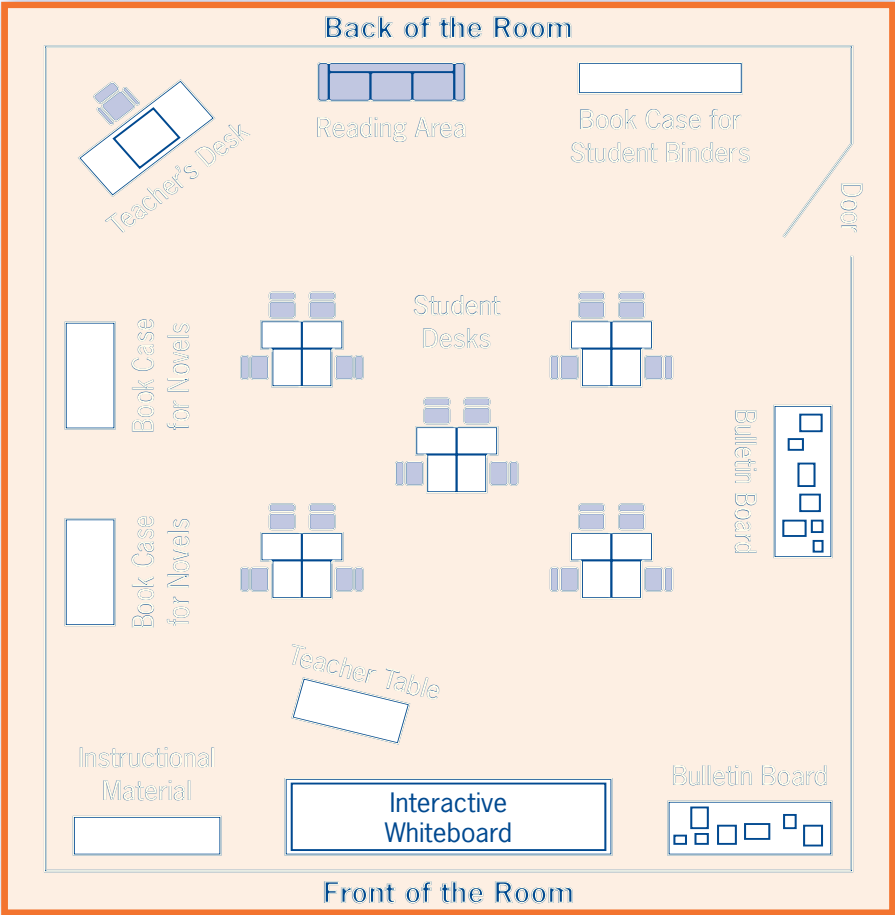 Back of the Room
Teacher's Desk
Reading Area
Book Case for
Student Binders
Door
Student
Desks
Book Case
for Novels
Bulletin Board
Book Case
for Novels
Teacher Table
Instructional
Material
Interactive
Whiteboard
Bulletin Board
Front of the Room